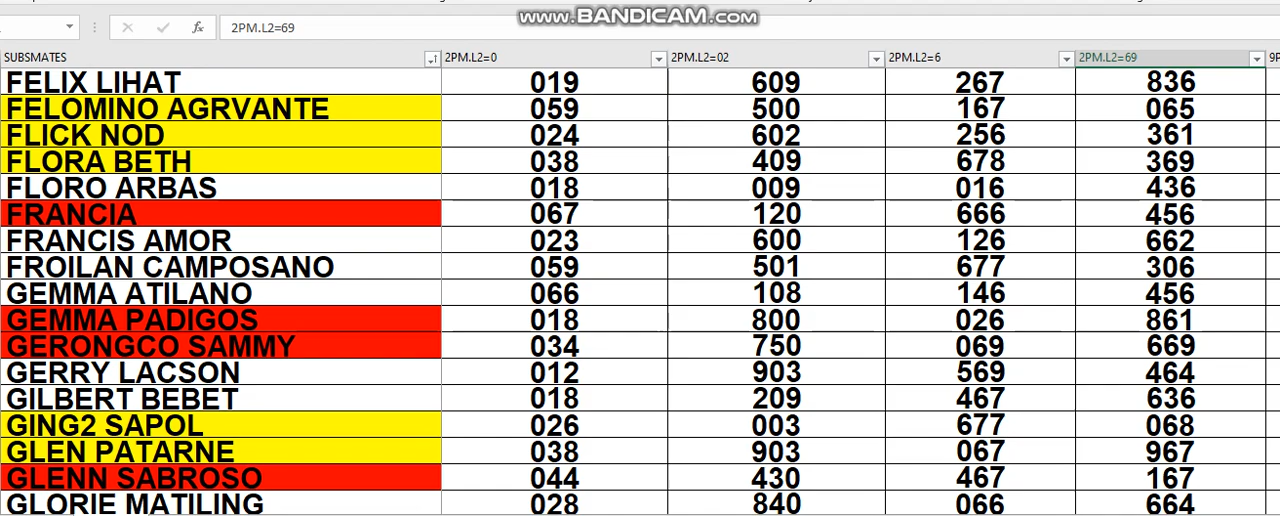 www.BANDICAM.com
fx 2PM.L2=69
SUBSMATES 2PM.L2=0 2PM.L2=02 2PM.L2=6 2PM.L2=69 9P
FELIX LIHAT 019 609 267 836
FELOMINO AGRVANTE 059 500 167 065
FLICK NOD 024 602 256 361
FLORA BETH 038 409 678 369
FLORO ARBAS 018 009 016 436
FRANCIA 067 120 666 456
FRANCIS AMOR 023 600 126 662
FROILAN CAMPOSANO 059 501 677 306
GEMMA ATILANO 066 108 146 456
GEMMA PADIGOS 018 800 026 861
GERONGCO SAMMY 034 750 069 669
GERRY LACSON 012 903 569 464
GILBERT BEBET 018 209 467 636
GING2 SAPOL 026 003 677 068
GLEN PATARNE 038 903 067 967
GLENN SABROSO 044 430 467 167
GLORIE MATILING 028 840 066 664